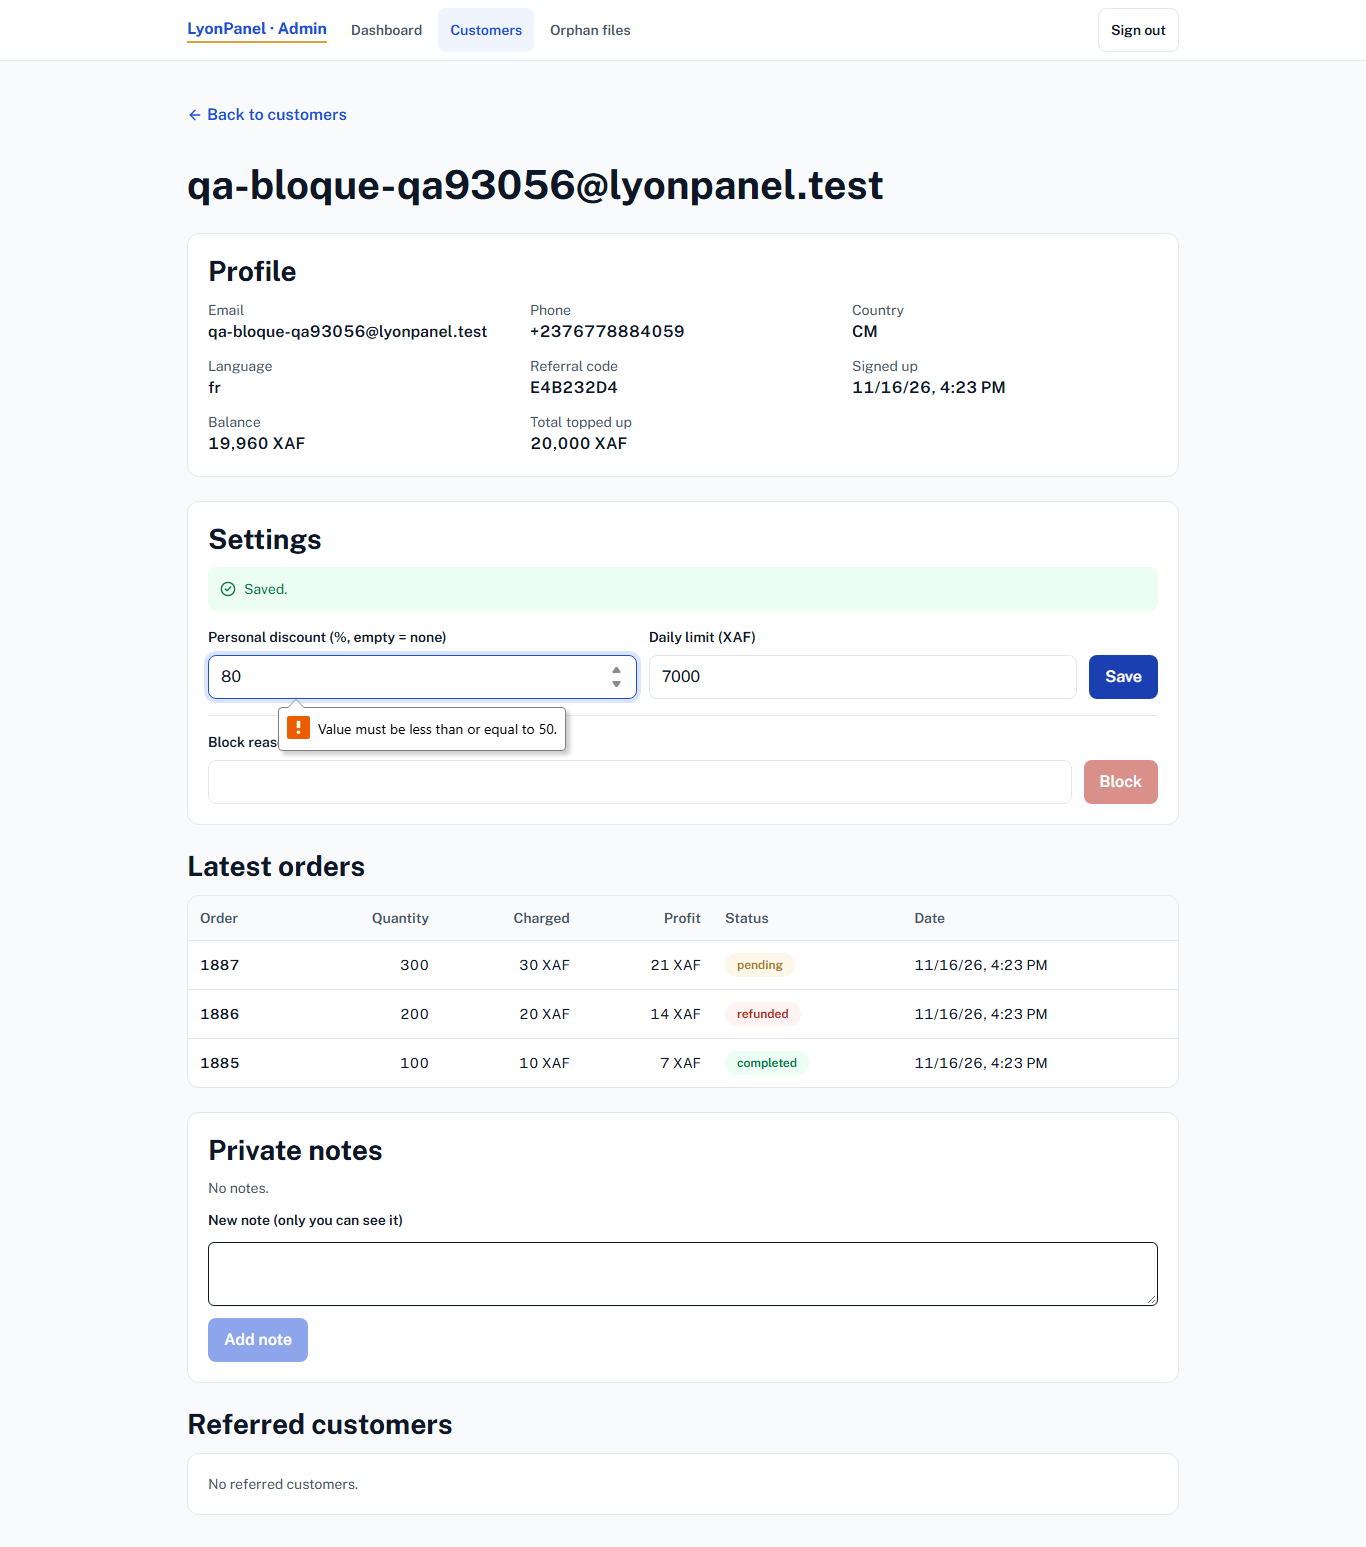 LyonPanel · Admin
Dashboard
Customers
Orphan files
Sign out
← Back to customers
qa-bloque-qa93056@lyonpanel.test
Profile
Email
Phone
Country
qa-bloque-qa93056@lyonpanel.test
+2376778884059
CM
Language
Referral code
Signed up
fr
E4B232D4
11/16/26, 4:23 PM
Balance
Total topped up
19,960 XAF
20,000 XAF
Settings
Saved.
Personal discount (%, empty = none)
Daily limit (XAF)
80
7000
Save
Value must be less than or equal to 50.
Block reas
Block
Latest orders
Order Quantity Charged Profit Status Date
1887 300 30 XAF 21 XAF pending 11/16/26, 4:23 PM
1886 200 20 XAF 14 XAF refunded 11/16/26, 4:23 PM
1885 100 10 XAF 7 XAF completed 11/16/26, 4:23 PM
Private notes
No notes.
New note (only you can see it)
Add note
Referred customers
No referred customers.